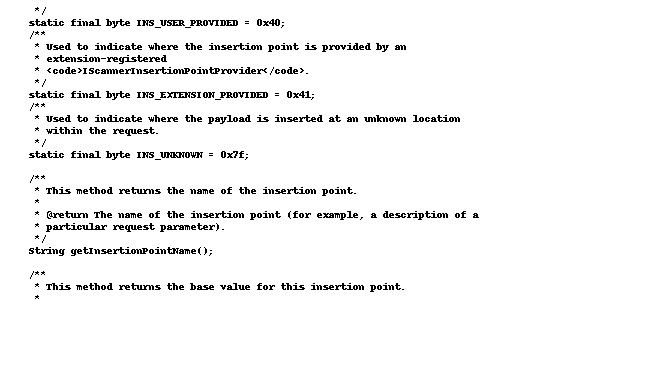 */
static final byte INS_USER_PROVIDED = 0x40;
/**
* Used to indicate where the insertion point is provided by an
* extension-registered
* <code>IScannerInsertionPointProvider</code>.
*/
static final byte INS_EXTENSION_PROVIDED = 0x41;
/**
* Used to indicate where the payload is inserted at an unknown location
* within the request.
*/
static final byte INS_UNKNOWN = 0x7f;
/**
* This method returns the name of the insertion point.
*
* @return The name of the insertion point (for example, a description of a
* particular request parameter).
*/
String getInsertionPointName();
/**
* This method returns the base value for this insertion point.
*